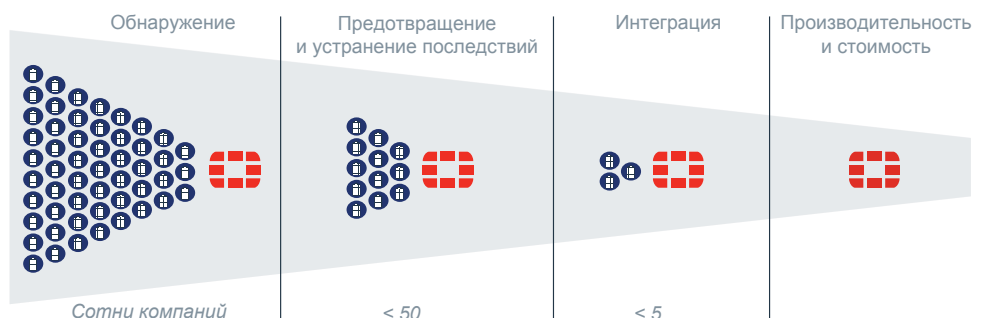 Обнаружение
Предотвращение
и устранение последствий
Интеграция
Производительность
и стоимость
Сотни компаний
< 50
< 5